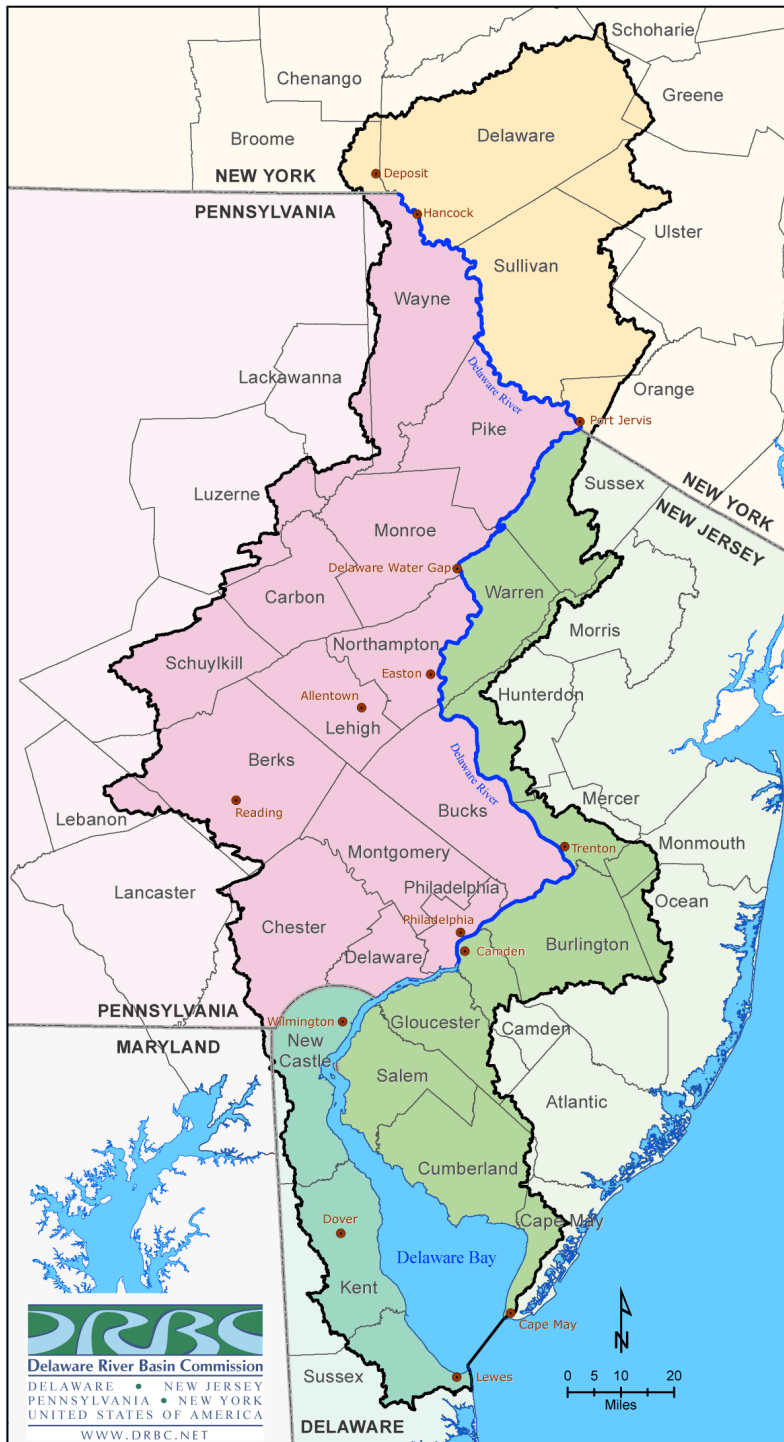 Schoharie
Chenango
Greene
Delaware
Broome
Deposit
NEW YORK
PENNSYLVANIA
Hancock
Ulster
Sullivan
Wayne
Delaware River
Lackawanna
Orange
Port Jervis
Pike
Sussex
NEW YORK
NEW JERSEY
Luzerne
Monroe
Delaware Water Gap
Warren
Carbon
Morris
Northampton
Schuylkill
Easton
Hunterdon
Allentown
Lehigh
Delaware River
Berks
Mercer
Reading
Bucks
Lebanon
Monmouth
Trenton
Montgomery
Philadelphia
Lancaster
Ocean
Chester
Philadelphia
Burlington
Delaware
Camden
PENNSYLVANIA
Wilmington
Gloucester
Camden
MARYLAND
New
Castle
Salem
Atlantic
Cumberland
Cape May
Dover
Delaware Bay
Kent
Cape May
N
DRBC
Delaware River Basin Commission
DELAWARE • NEW JERSEY
PENNSYLVANIA • NEW YORK
UNITED STATES OF AMERICA
WWW.DRBC.NET
Sussex
Lewes
0 5 10 20
Miles
DELAWARE